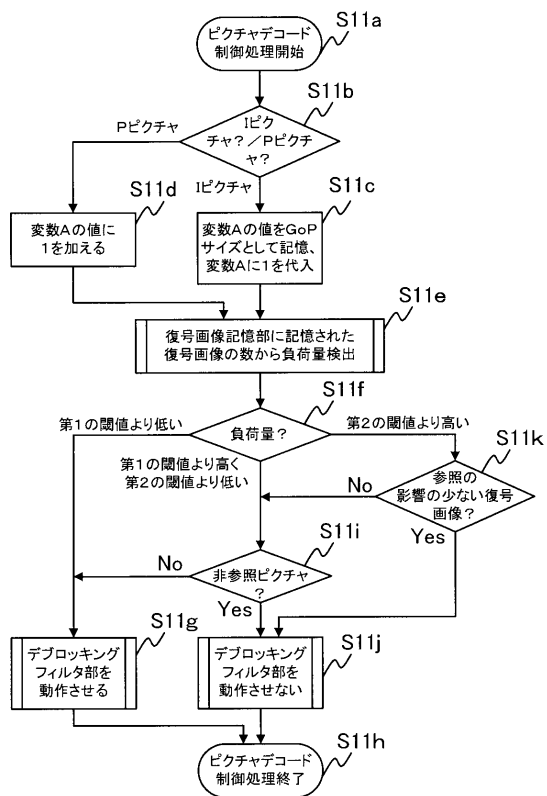 S11a
ピクチャデコード
制御処理開始
S11b
Iピク
チャ?/Pピクチ
ャ?
Pピクチャ
Iピクチャ
S11d
変数Aの値に
1を加える
S11c
変数Aの値をGoP
サイズとして記憶、
変数Aに1を代入
S11e
復号画像記憶部に記憶された
復号画像の数から負荷量検出
S11f
負荷量?
第1の閾値より低い
第2の閾値より高い
第1の閾値より高く
第2の閾値より低い
S11k
参照の
影響の少ない復号
画像?
No
Yes
S11i
非参照ピクチャ
?
No
Yes
S11g
デブロッキング
フィルタ部を
動作させる
S11j
デブロッキング
フィルタ部を
動作させない
S11h
ピクチャデコード
制御処理終了